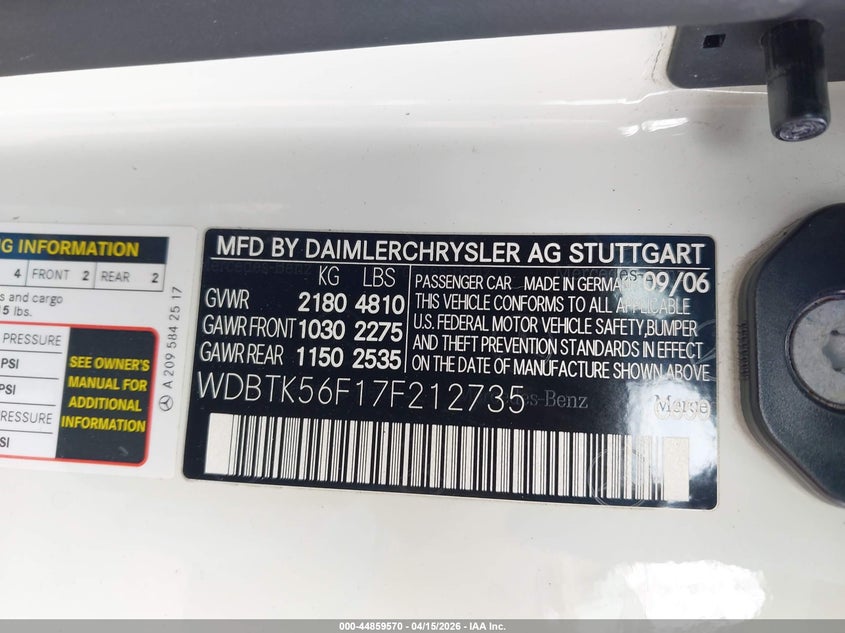 NG INFORMATION
4 FRONT 2 REAR 2
s and cargo
5 lbs.
PRESSURE
PSI
PRESSURE
SI
SEE OWNER'S
MANUAL FOR
ADDITIONAL
INFORMATION
A 209 584 25 17
MFD BY DAIMLERCHRYSLER AG STUTTGART
KG LBS
GVWR 2180 4810
GAWR FRONT 1030 2275
GAWR REAR 1150 2535
PASSENGER CAR MADE IN GERMANY 09/06
THIS VEHICLE CONFORMS TO ALL APPLICABLE
U.S. FEDERAL MOTOR VEHICLE SAFETY,BUMPER
AND THEFT PREVENTION STANDARDS IN EFFECT
ON THE DATE OF MANUFACTURE SHOWN ABOVE
WDBTK56F17F212735
Mercedes-Benz
000-44859570 - 04/15/2026 - IAA Inc.